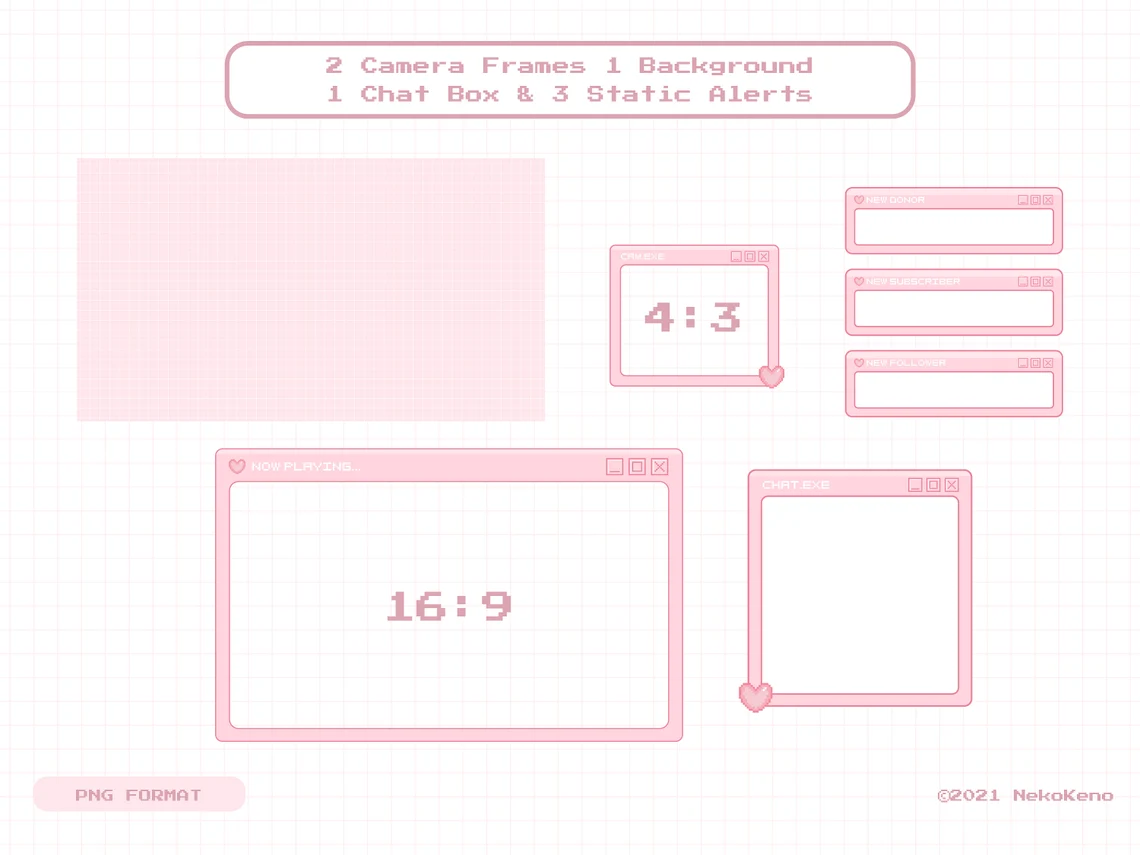 2 Camera Frames 1 Background
1 Chat Box & 3 Static Alerts
NEW DONOR
CAM.EXE
NEW SUBSCRIBER
4:3
NEW FOLLOWER
NOW PLAYING...
CHAT.EXE
16:9
PNG FORMAT
©2021 NekoKeno